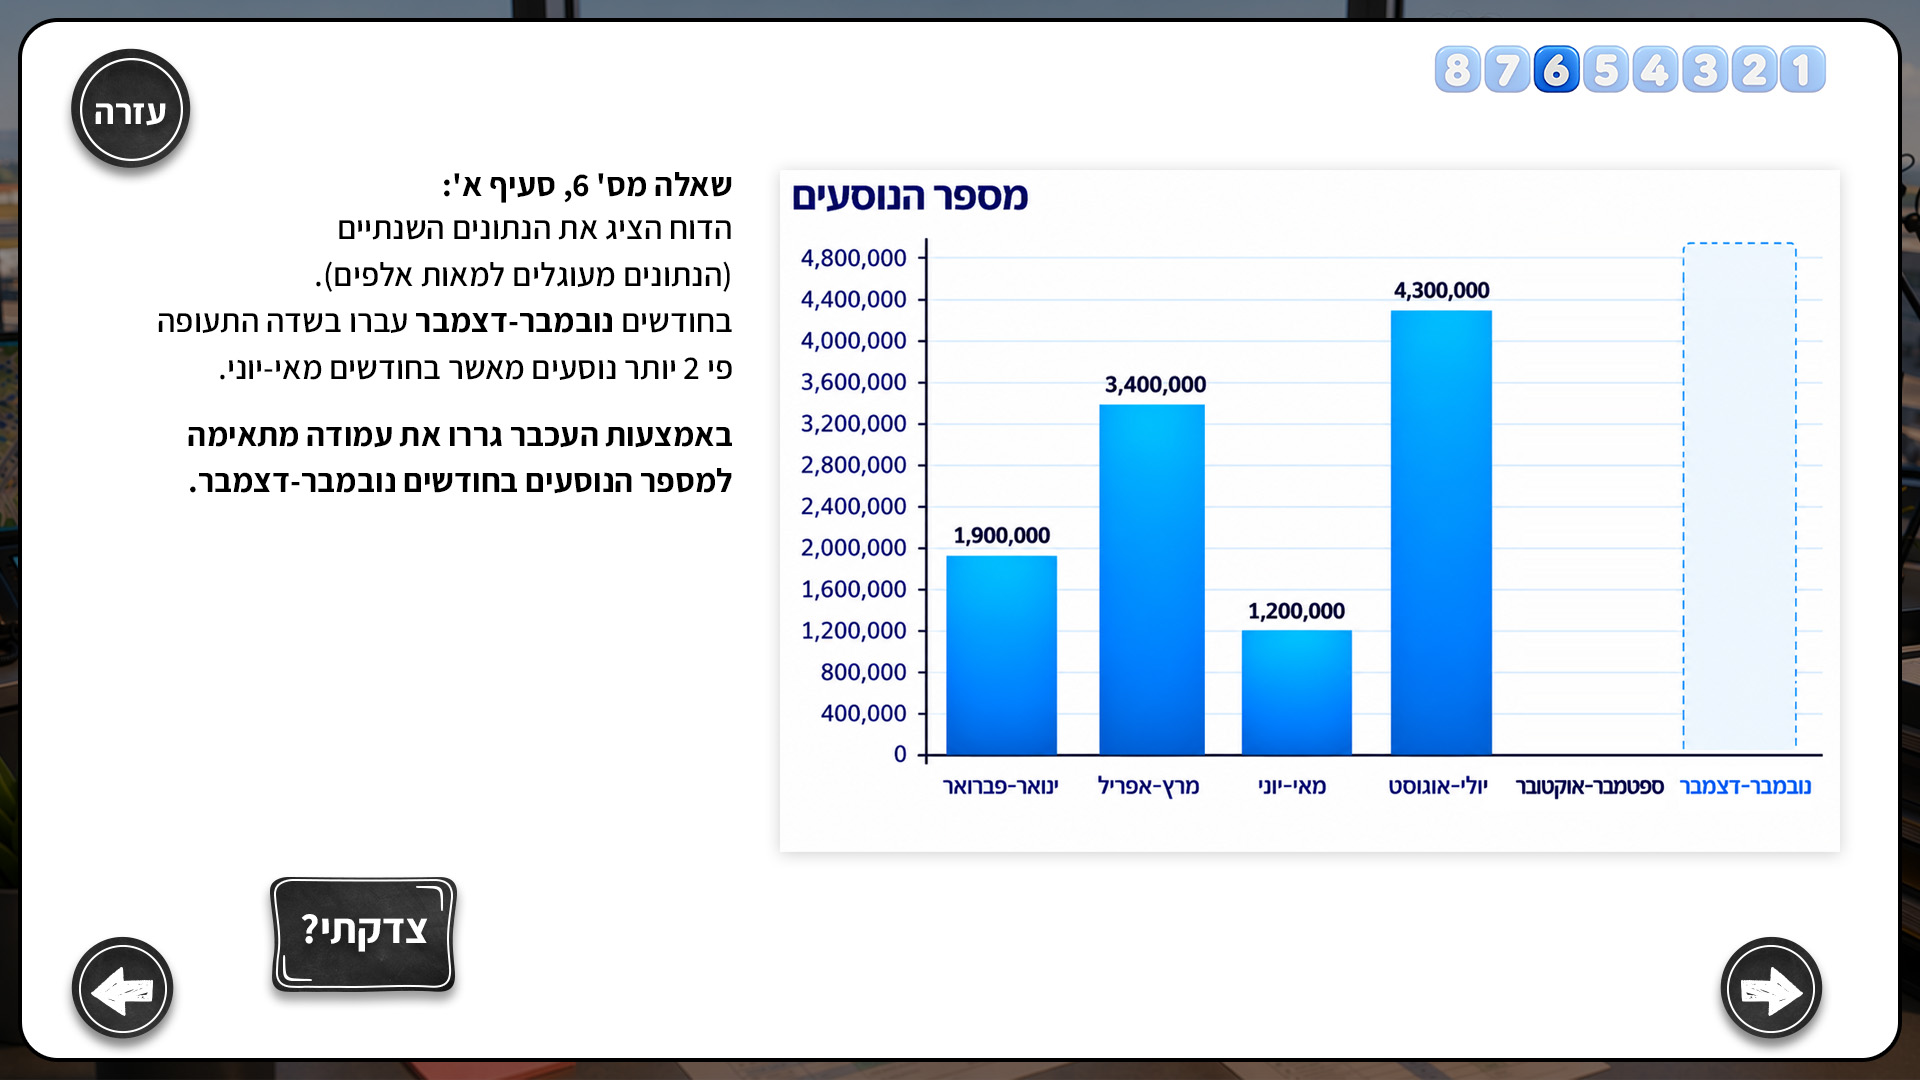 עזרה
8 7 6 5 4 3 2 1
שאלה מס' 6, סעיף א':
הדוח הציג את הנתונים השנתיים
(הנתונים מעוגלים למאות אלפים).
בחודשים נובמבר-דצמבר עברו בשדה התעופה
פי 2 יותר נוסעים מאשר בחודשים מאי-יוני.
באמצעות העכבר גררו את עמודה מתאימה
למספר הנוסעים בחודשים נובמבר-דצמבר.
מספר הנוסעים
4,800,000
4,400,000
4,000,000
3,600,000
3,200,000
2,800,000
2,400,000
2,000,000
1,600,000
1,200,000
800,000
400,000
0
1,900,000
3,400,000
1,200,000
4,300,000
ינואר-פברואר
מרץ-אפריל
מאי-יוני
יולי-אוגוסט
ספטמבר-אוקטובר
נובמבר-דצמבר
צדקתי?